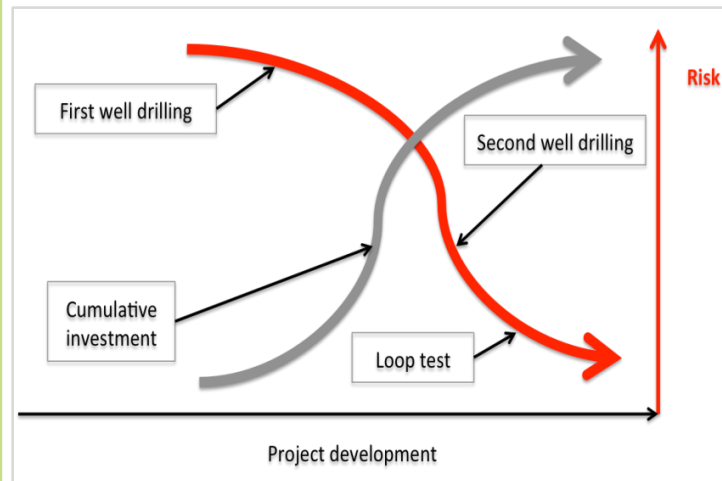 Risk
First well drilling
Second well drilling
Cumulative
investment
Loop test
Project development